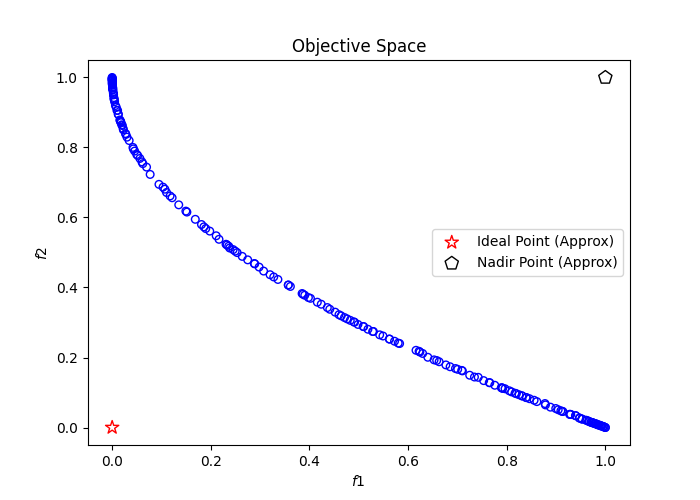 Objective Space
1.0
0.8
0.6
0.4
0.2
0.0
f2
Ideal Point (Approx)
Nadir Point (Approx)
0.0 0.2 0.4 0.6 0.8 1.0
f1